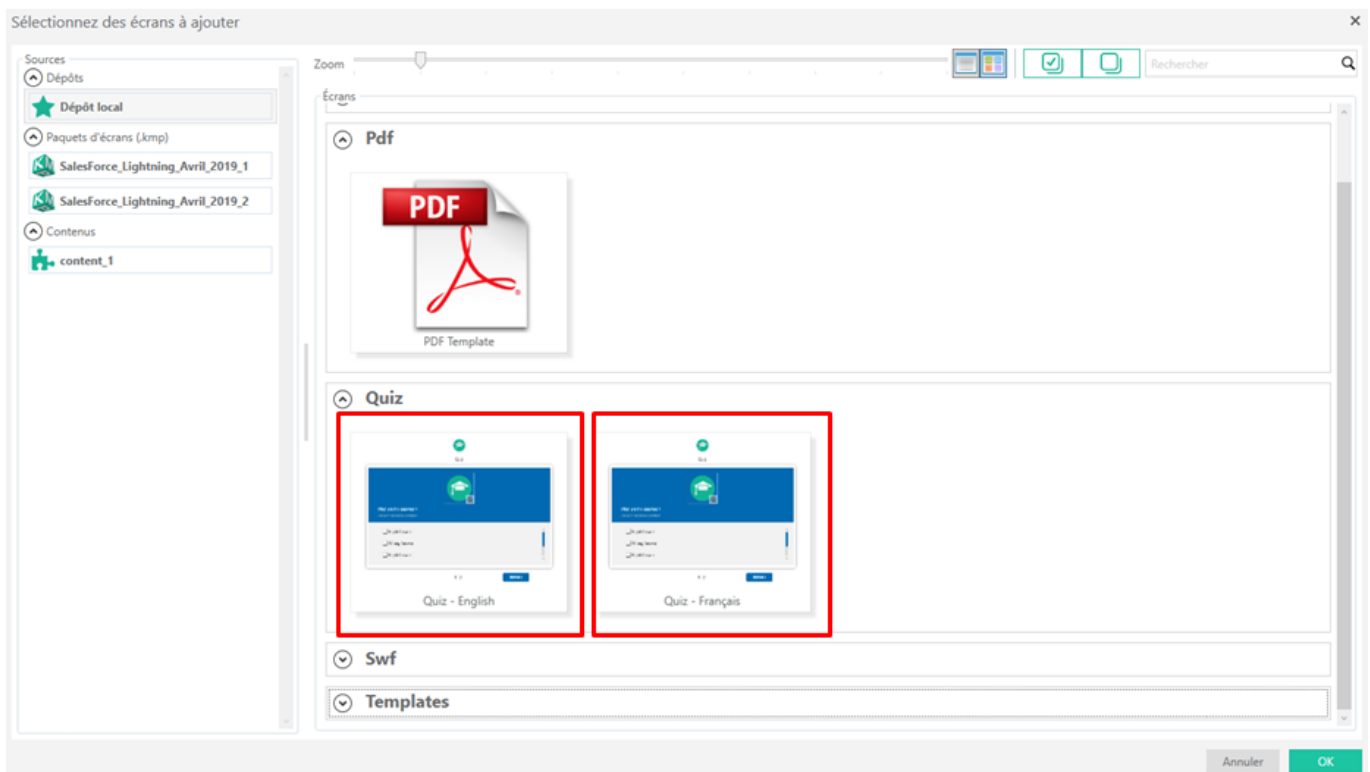 Sélectionnez des écrans à ajouter
Sources
Dépôts
Dépôt local
Paquets d'écrans (.kmp)
SalesForce_Lightning_Avril_2019_1
SalesForce_Lightning_Avril_2019_2
Contenus
content_1
Zoom
Rechercher
Écrans
Pdf
PDF
PDF Template
Quiz
Quiz - English
Quiz - Français
Swf
Templates
Annuler
OK